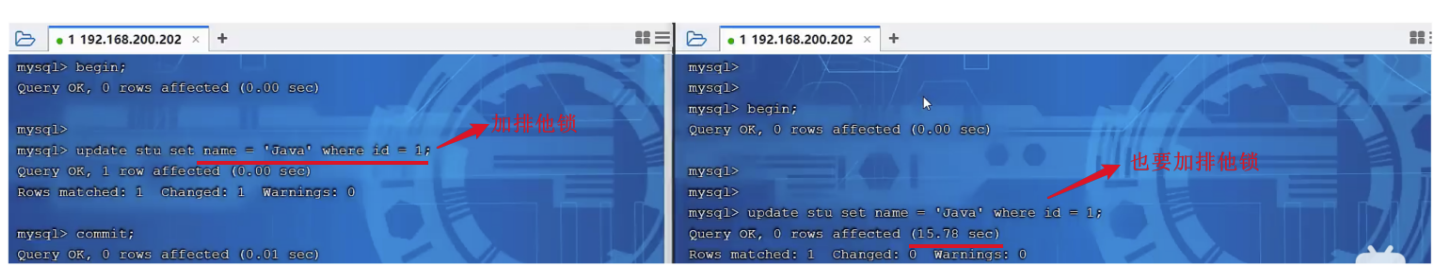 1 192.168.200.202 × +
mysql> begin;
Query OK, 0 rows affected (0.00 sec)
mysql>
加排他锁
mysql> update stu set name = 'Java' where id = 1;
Query OK, 1 row affected (0.00 sec)
Rows matched: 1 Changed: 1 Warnings: 0
mysql> commit;
Query OK, 0 rows affected (0.01 sec)
1 192.168.200.202 × +
mysql>
mysql>
mysql> begin;
Query OK, 0 rows affected (0.00 sec)
mysql>
也要加排他锁
mysql>
mysql> update stu set name = 'Java' where id = 1;
Query OK, 0 rows affected (15.78 sec)
Rows matched: 1 Changed: 0 Warnings: 0